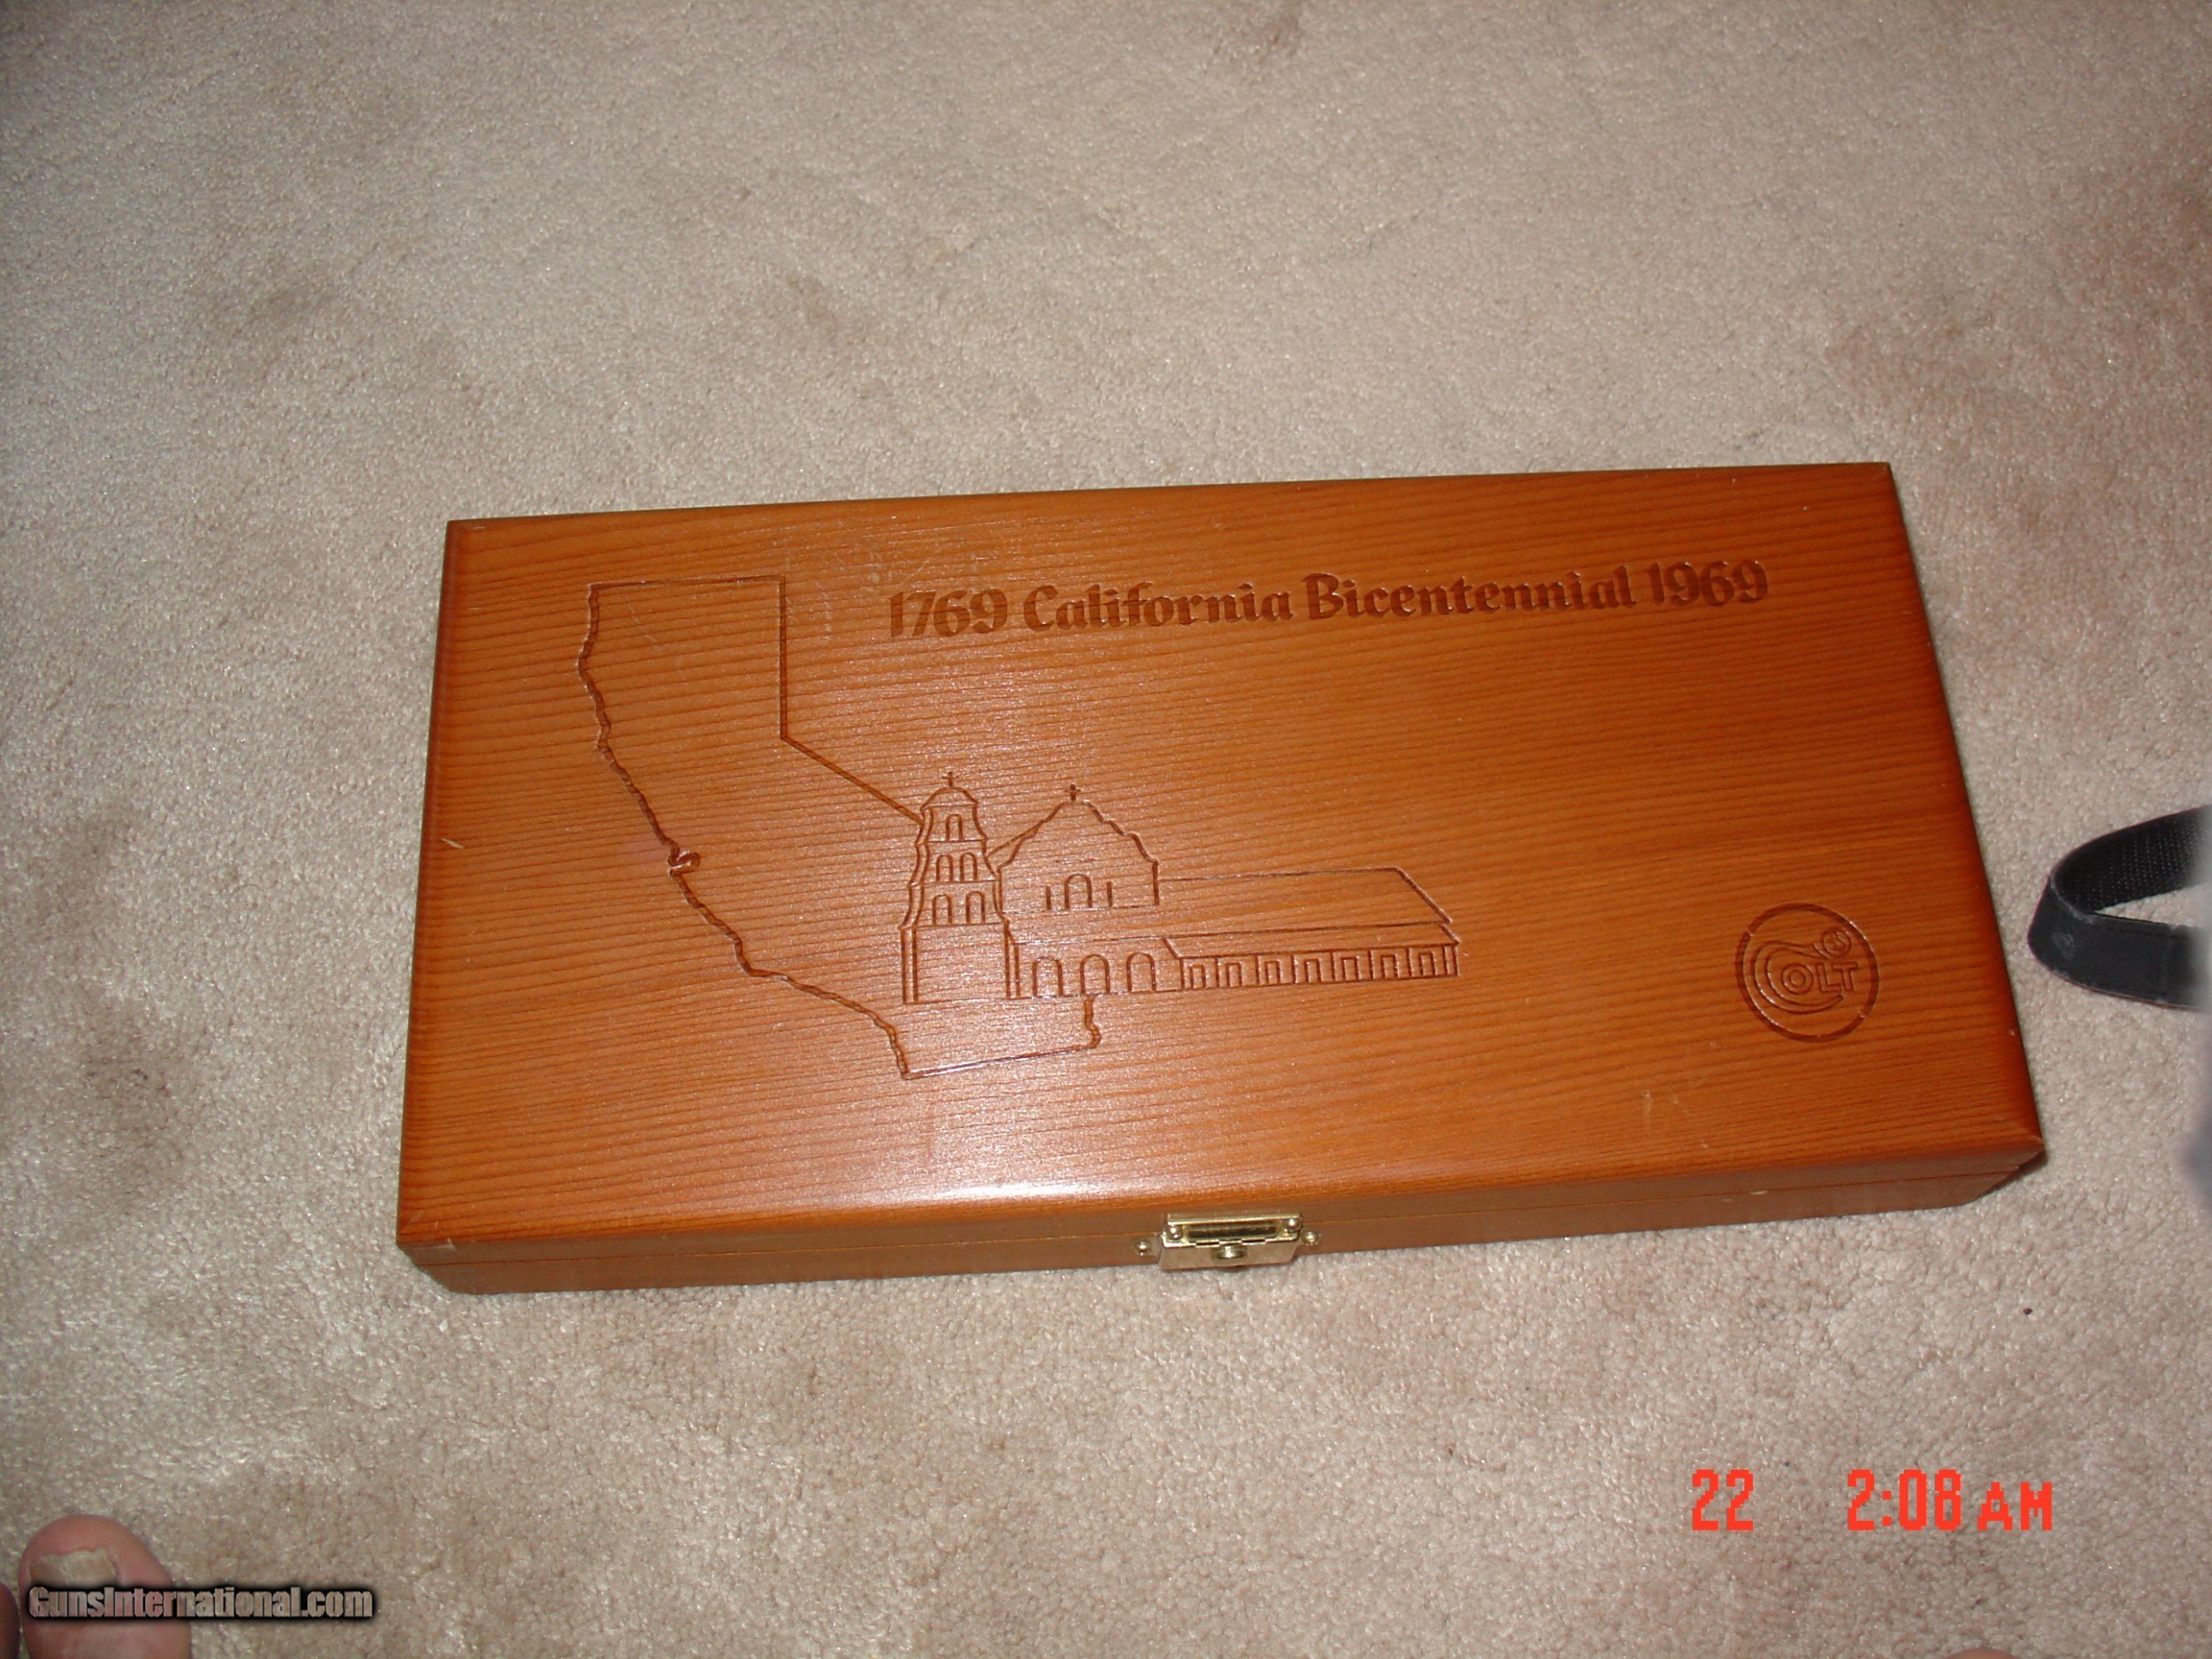 1769 California Bicentennial 1969
COLT
22 2:08 AM
GunsInternational.com